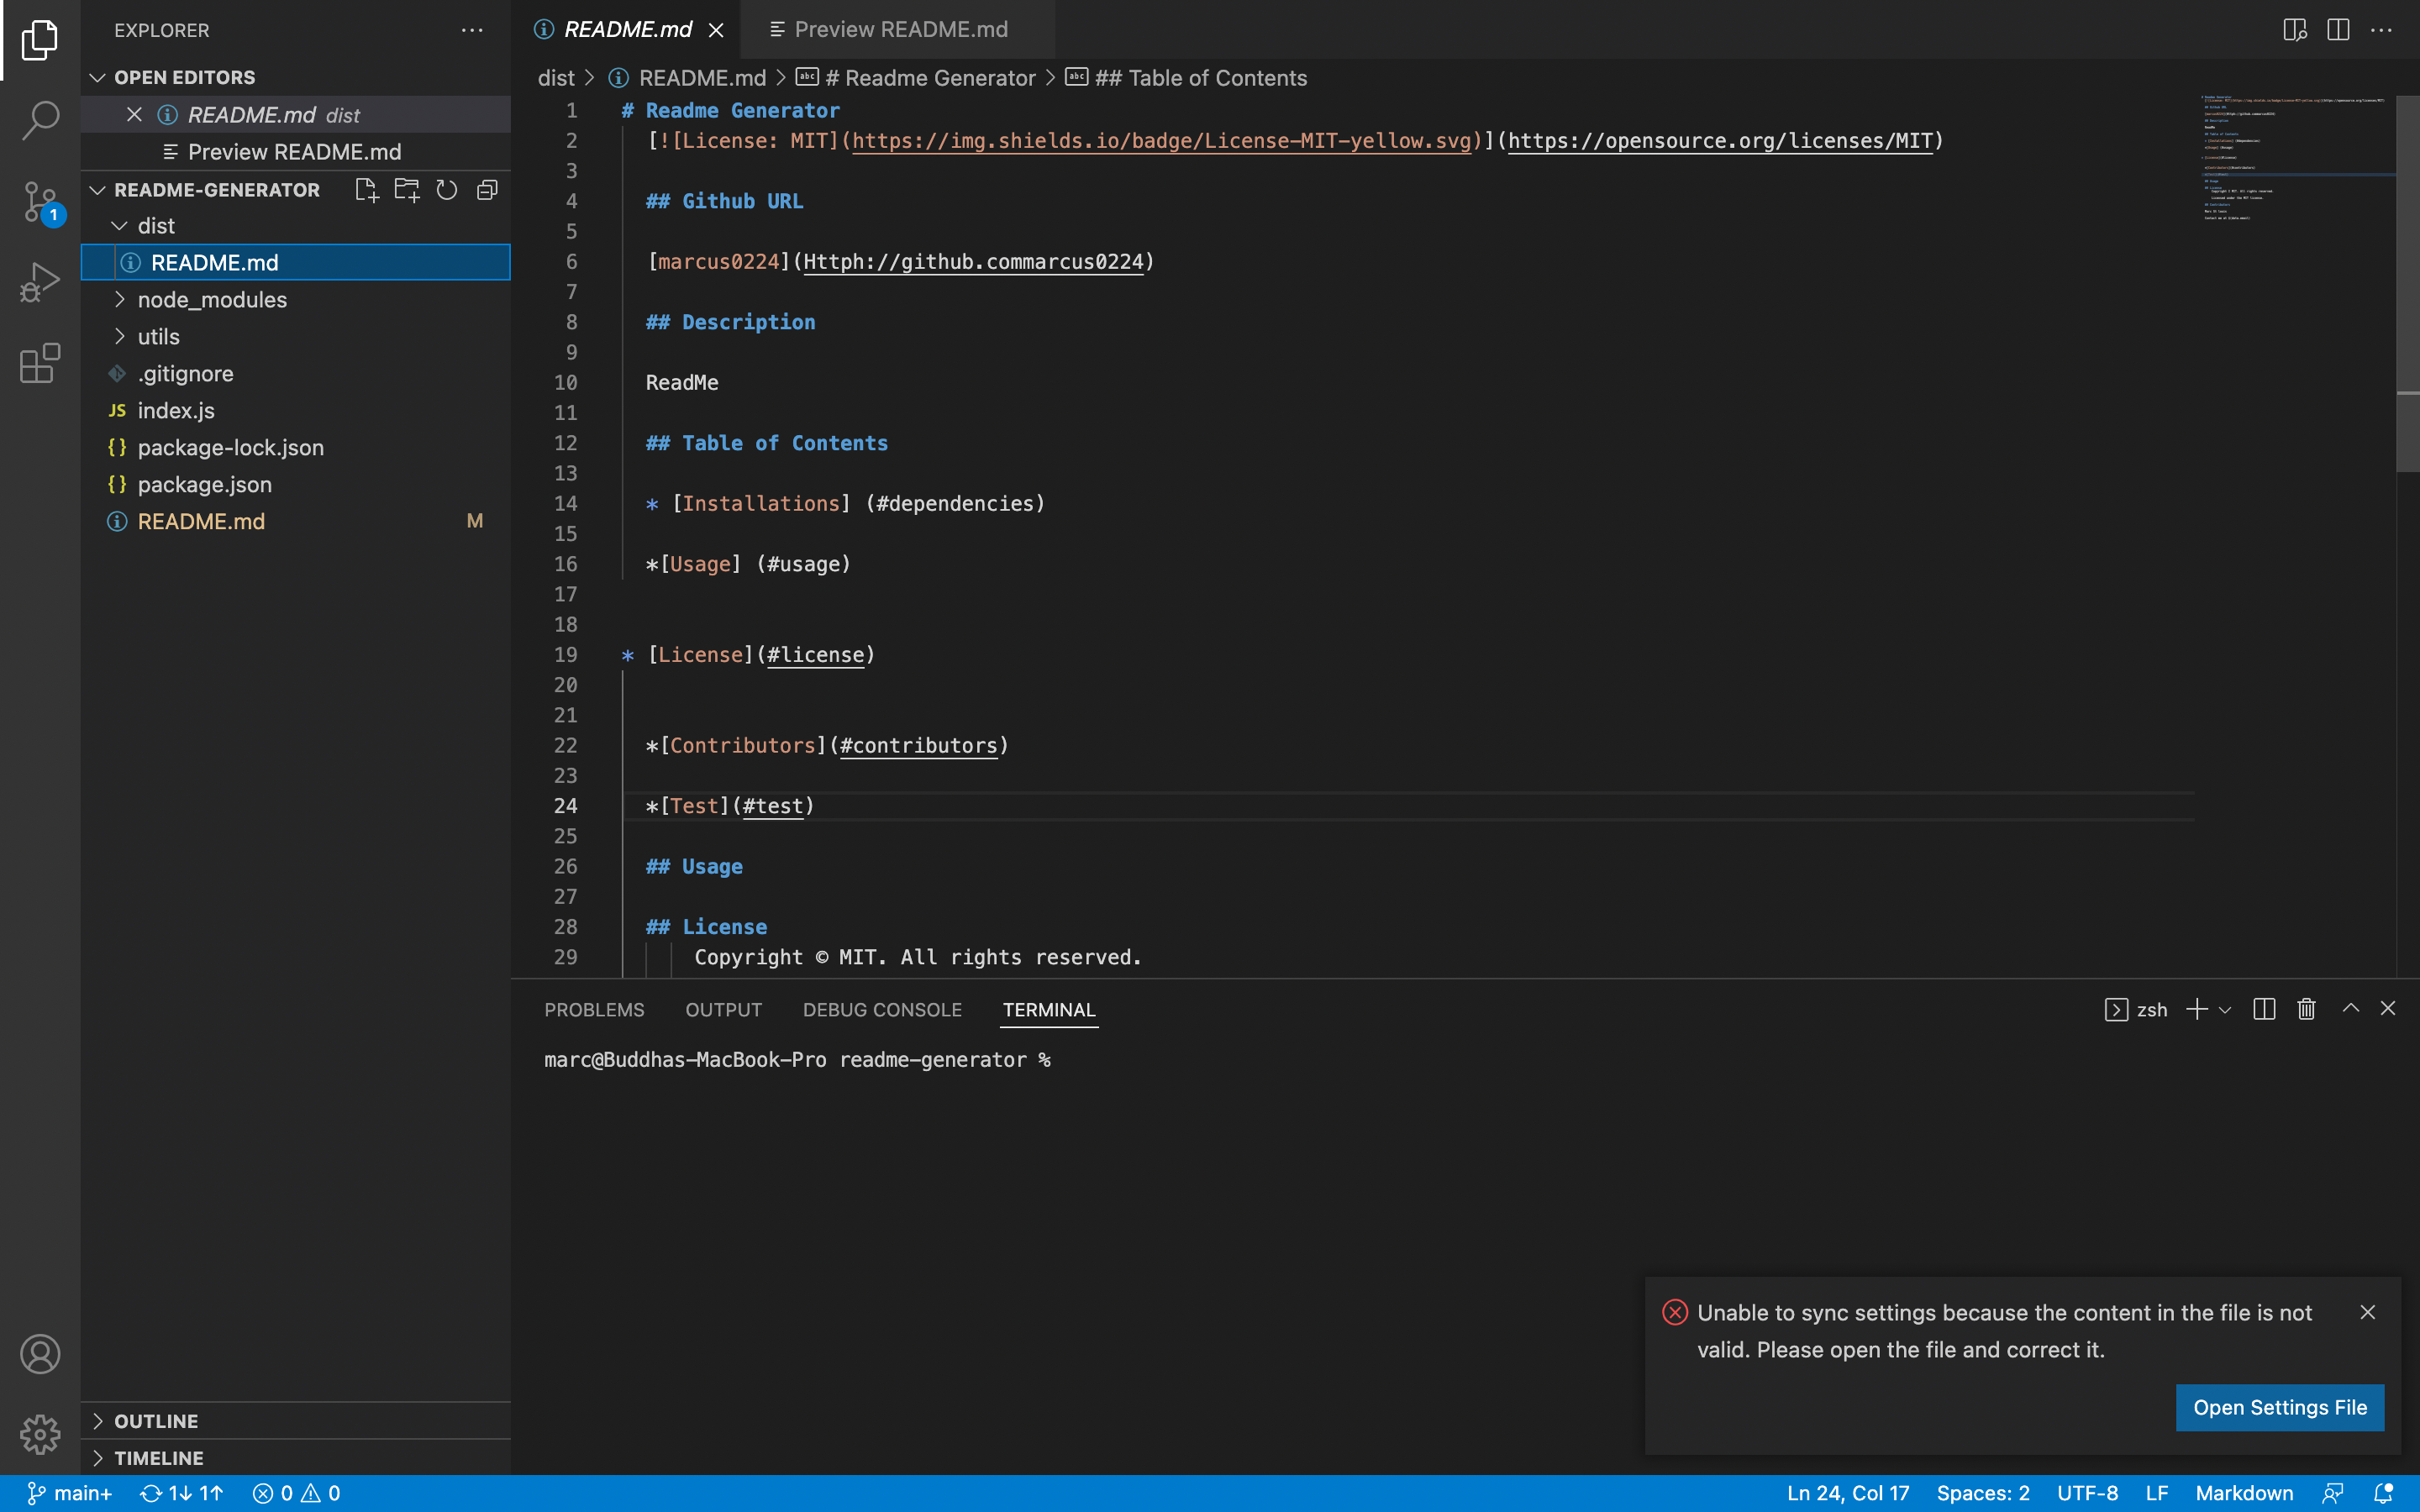 EXPLORER
OPEN EDITORS
README.md dist
Preview README.md
README-GENERATOR
dist
README.md
node_modules
utils
.gitignore
JS index.js
{} package-lock.json
{} package.json
README.md M
OUTLINE
TIMELINE
1
README.md
Preview README.md
dist > README.md > # Readme Generator > ## Table of Contents
1 # Readme Generator
2 [![License: MIT](https://img.shields.io/badge/License-MIT-yellow.svg)](https://opensource.org/licenses/MIT)
3
4 ## Github URL
5
6 [marcus0224](Httph://github.commarcus0224)
7
8 ## Description
9
10 ReadMe
11
12 ## Table of Contents
13
14 * [Installations] (#dependencies)
15
16 *[Usage] (#usage)
17
18
19 * [License](#license)
20
21
22 *[Contributors](#contributors)
23
24 *[Test](#test)
25
26 ## Usage
27
28 ## License
29 Copyright © MIT. All rights reserved.
PROBLEMS OUTPUT DEBUG CONSOLE TERMINAL
zsh
marc@Buddhas-MacBook-Pro readme-generator %
Unable to sync settings because the content in the file is not
valid. Please open the file and correct it.
Open Settings File
main+ 1↓ 1↑ 0 0 Ln 24, Col 17 Spaces: 2 UTF-8 LF Markdown